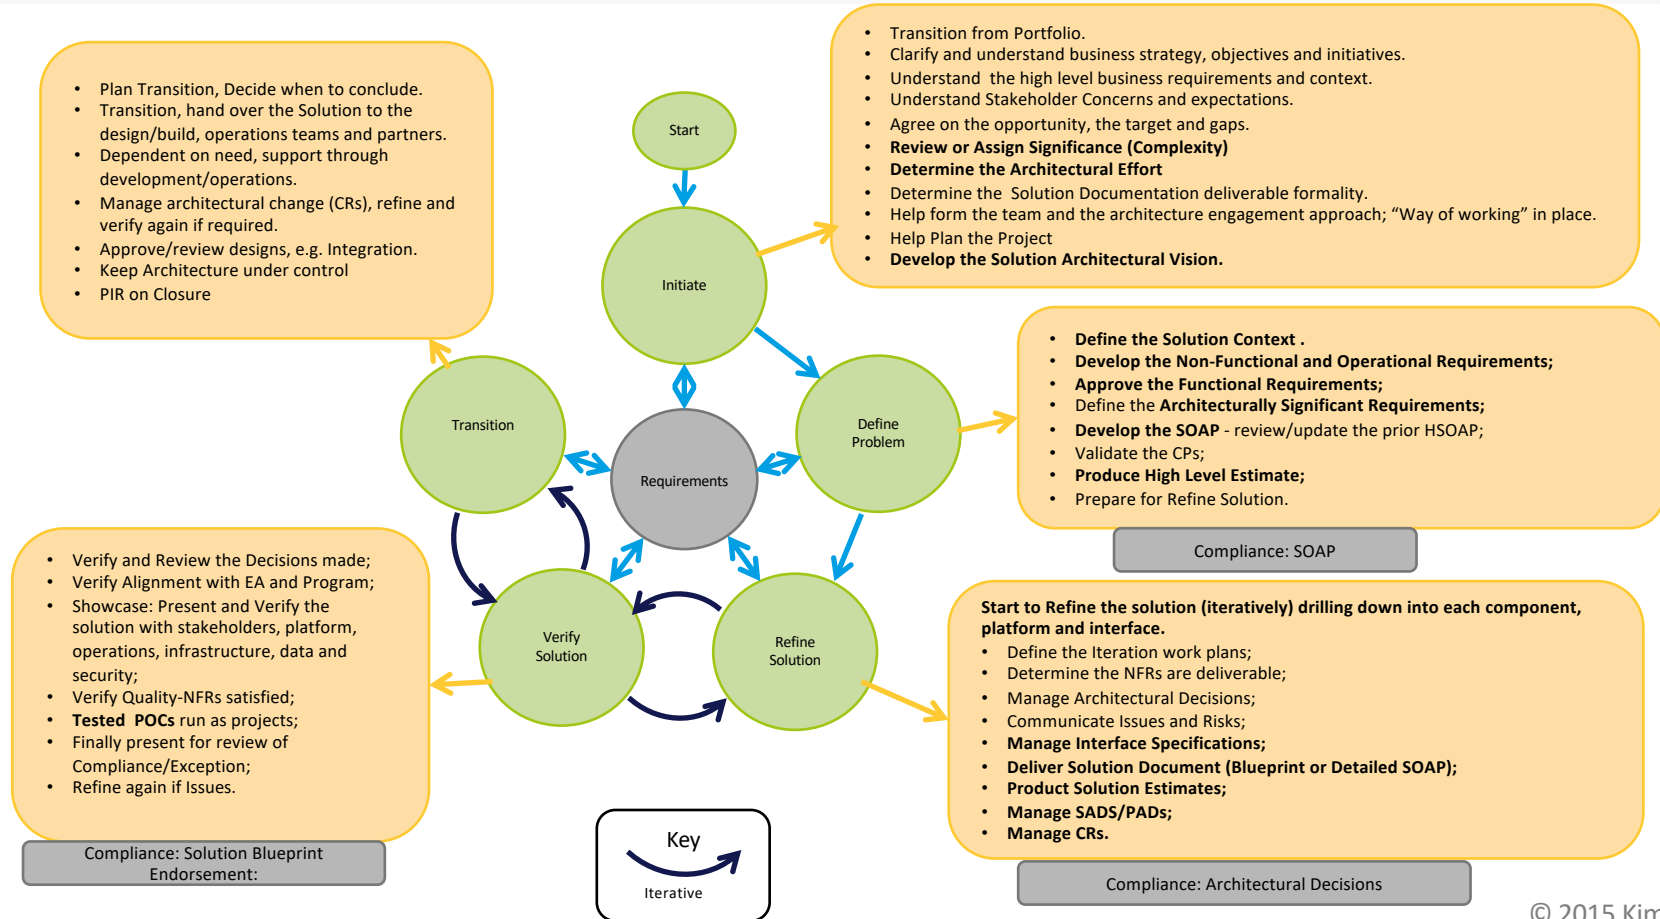 • Plan Transition, Decide when to conclude.
• Transition, hand over the Solution to the
design/build, operations teams and partners.
• Dependent on need, support through
development/operations.
• Manage architectural change (CRs), refine and
verify again if required.
• Approve/review designs, e.g. Integration.
• Keep Architecture under control
• PIR on Closure
• Transition from Portfolio.
• Clarify and understand business strategy, objectives and initiatives.
• Understand the high level business requirements and context.
• Understand Stakeholder Concerns and expectations.
• Agree on the opportunity, the target and gaps.
• Review or Assign Significance (Complexity)
• Determine the Architectural Effort
• Determine the Solution Documentation deliverable formality.
• Help form the team and the architecture engagement approach; “Way of working” in place.
• Help Plan the Project
• Develop the Solution Architectural Vision.
Start
Initiate
Transition
Requirements
Define
Problem
Verify
Solution
Refine
Solution
• Define the Solution Context .
• Develop the Non-Functional and Operational Requirements;
• Approve the Functional Requirements;
• Define the Architecturally Significant Requirements;
• Develop the SOAP - review/update the prior HSOAP;
• Validate the CPs;
• Produce High Level Estimate;
• Prepare for Refine Solution.
Compliance: SOAP
• Verify and Review the Decisions made;
• Verify Alignment with EA and Program;
• Showcase: Present and Verify the
solution with stakeholders, platform,
operations, infrastructure, data and
security;
• Verify Quality-NFRs satisfied;
• Tested POCs run as projects;
• Finally present for review of
Compliance/Exception;
• Refine again if Issues.
Compliance: Solution Blueprint
Endorsement:
Start to Refine the solution (iteratively) drilling down into each component,
platform and interface.
• Define the Iteration work plans;
• Determine the NFRs are deliverable;
• Manage Architectural Decisions;
• Communicate Issues and Risks;
• Manage Interface Specifications;
• Deliver Solution Document (Blueprint or Detailed SOAP);
• Product Solution Estimates;
• Manage SADS/PADs;
• Manage CRs.
Compliance: Architectural Decisions
Key
Iterative
© 2015 Kim